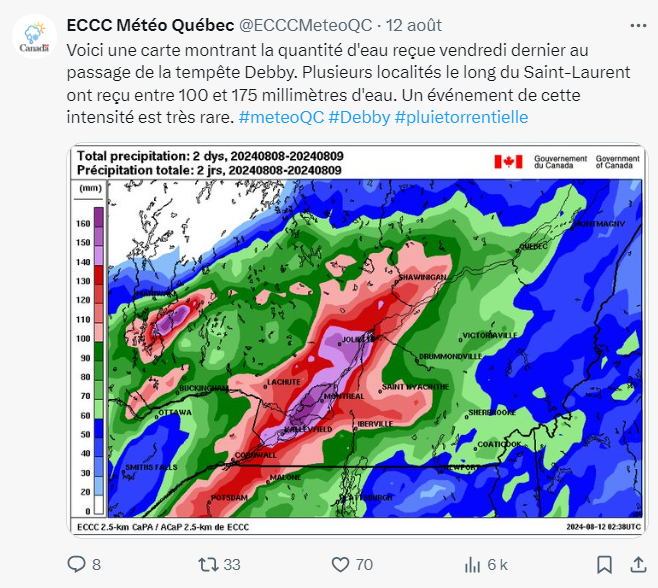 ECCC Météo Québec @ECCCMeteoQC · 12 août
Voici une carte montrant la quantité d'eau reçue vendredi dernier au
passage de la tempête Debby. Plusieurs localités le long du Saint-Laurent
ont reçu entre 100 et 175 millimètres d'eau. Un événement de cette
intensité est très rare. #meteoQC #Debby #pluietorrentielle
Canada
Total precipitation: 2 dys, 20240808-20240809
Précipitation totale: 2 jrs, 20240808-20240809
Gouvernement du Canada
Government of Canada
(mm)
160
150
140
130
120
110
100
90
80
70
60
50
40
30
20
0
MONTMAGNY
QUEBEC
SHAWINIGAN
JOLIETTE
VICTORIAVILLE
DRUMMONDVILLE
LACHUTE
BUCKINGHAM
SAINT HYACINTHE
MONTREAL
OTTAWA
SHERBROOKE
IBERVILLE
VALLEYFIELD
COATICOOK
CORNWALL
SMITHS FALLS
NEWPORT
MALONE
POTSDAM
ECCC 2.5-km CaPA / ACaP 2.5-km de ECCC
2024-08-12 02:38UTC
8
33
70
6 k